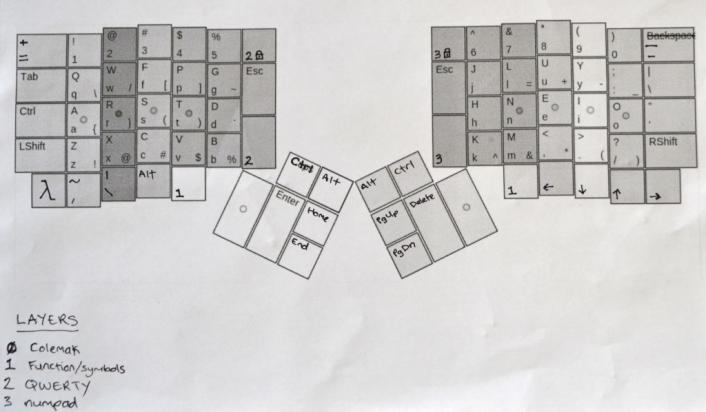 + ! @ # $ % 2
= 1 2 3 4 5
3 ^ & * ( ) Backspace
6 7 8 9 0 –
Tab Q W F P G Esc
q \ w / f [ p ] g ~
Esc J L U Y : |
j l = u + y - ; _ \
Ctrl A R S T D
a { r } s ( t ) d
H N E I O "
h n e i o '
LShift Z X C V B 2
z ! x @ c # v $ b %
3 K M < > ? RShift
k ^ m & , * . ( / )
λ ~ | Alt 1
\
1 ← ↓ ↑ →
Alt
Alt Ctrl
Enter Home
PgUp Delete
End
PgDn
LAYERS
0 Colemak
1 Function/symbols
2 QWERTY
3 numpad